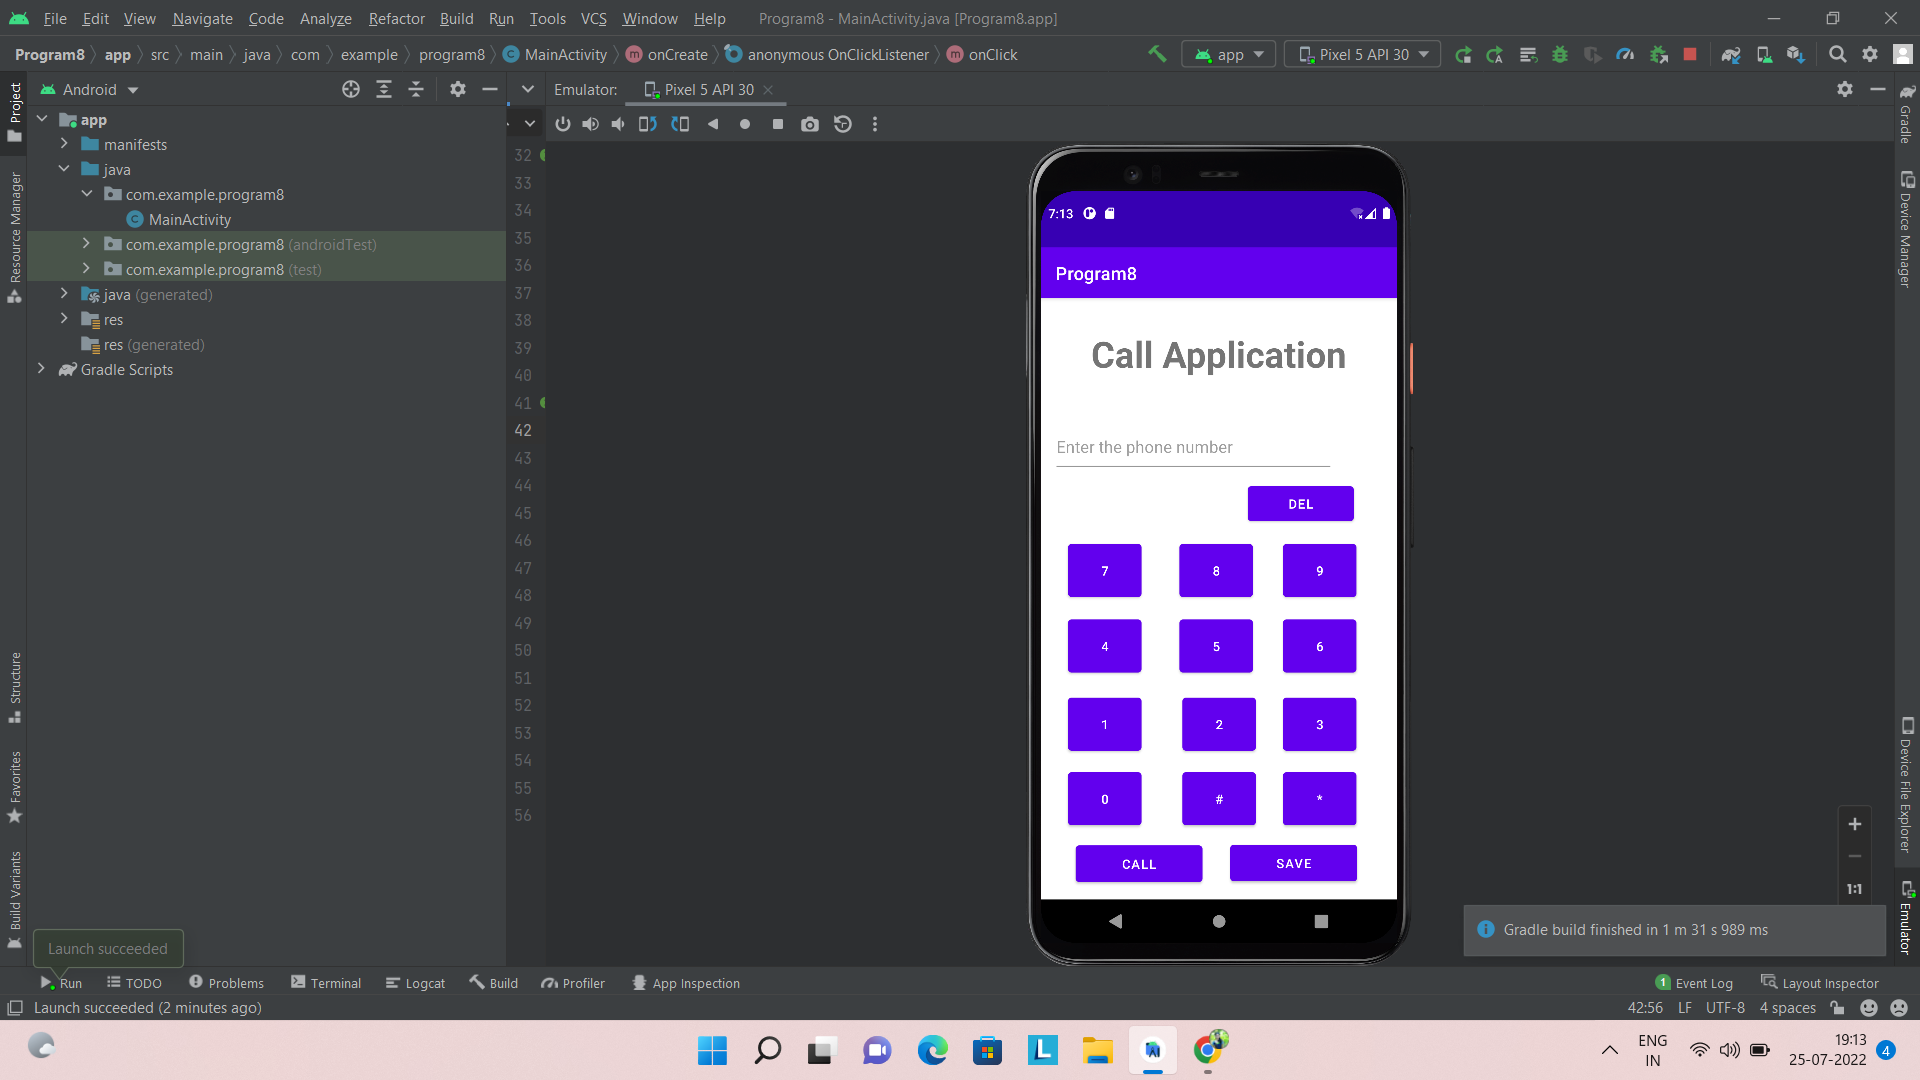 File Edit View Navigate Code Analyze Refactor Build Run Tools VCS Window Help Program8 - MainActivity.java [Program8.app]
Program8 app src main java com example program8 MainActivity onCreate anonymous OnClickListener onClick app Pixel 5 API 30
Android
Emulator: Pixel 5 API 30
Project
Resource Manager
Structure
Favorites
Build Variants
app
manifests
java
com.example.program8
MainActivity
com.example.program8 (androidTest)
com.example.program8 (test)
java (generated)
res
res (generated)
Gradle Scripts
32
33
34
35
36
37
38
39
40
41
42
43
44
45
46
47
48
49
50
51
52
53
54
55
56
7:13
Program8
Call Application
Enter the phone number
DEL
7 8 9
4 5 6
1 2 3
0 # *
CALL SAVE
Gradle
Device Manager
Device File Explorer
Emulator
1:1
Gradle build finished in 1 m 31 s 989 ms
Launch succeeded
Run TODO Problems Terminal Logcat Build Profiler App Inspection 1 Event Log Layout Inspector
Launch succeeded (2 minutes ago) 42:56 LF UTF-8 4 spaces
ENG
IN
19:13
25-07-2022
4